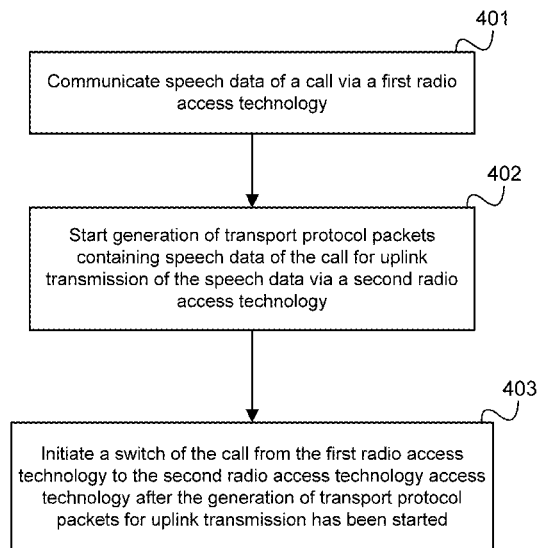 401
Communicate speech data of a call via a first radio
access technology
402
Start generation of transport protocol packets
containing speech data of the call for uplink
transmission of the speech data via a second radio
access technology
403
Initiate a switch of the call from the first radio access
technology to the second radio access technology access
technology after the generation of transport protocol
packets for uplink transmission has been started